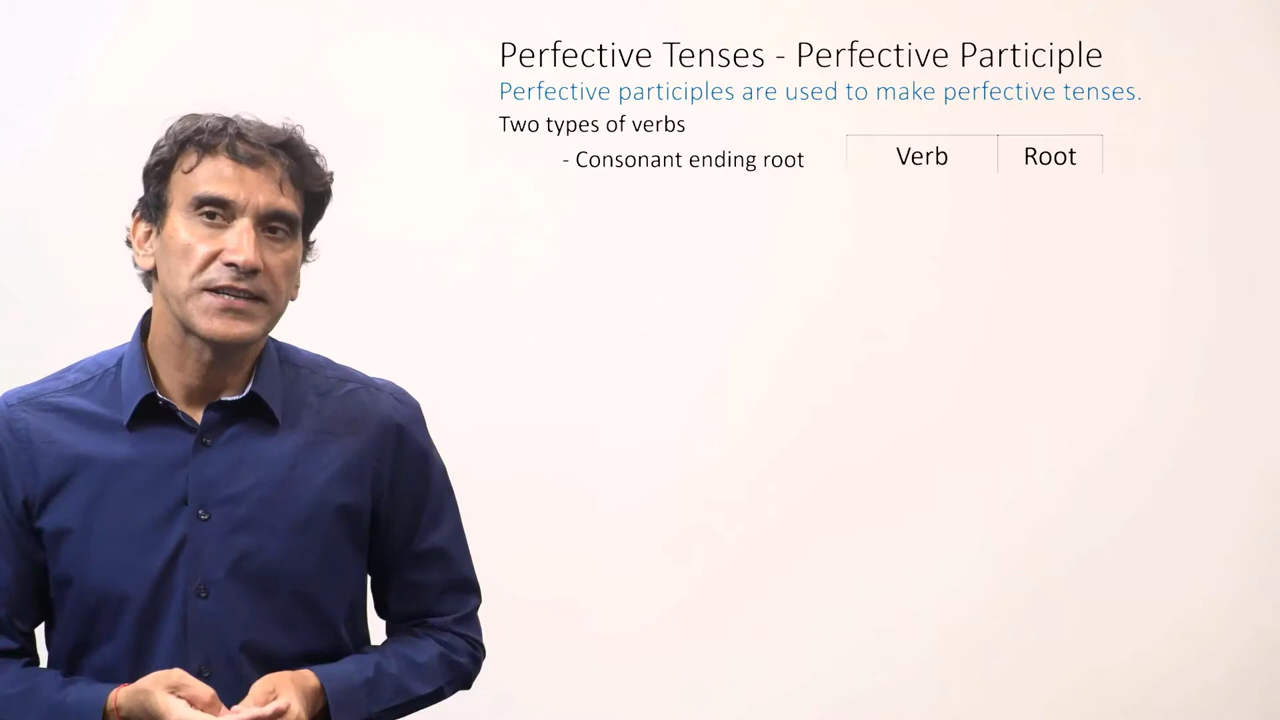 Perfective Tenses - Perfective Participle
Perfective participles are used to make perfective tenses.
Two types of verbs
- Consonant ending root
Verb Root